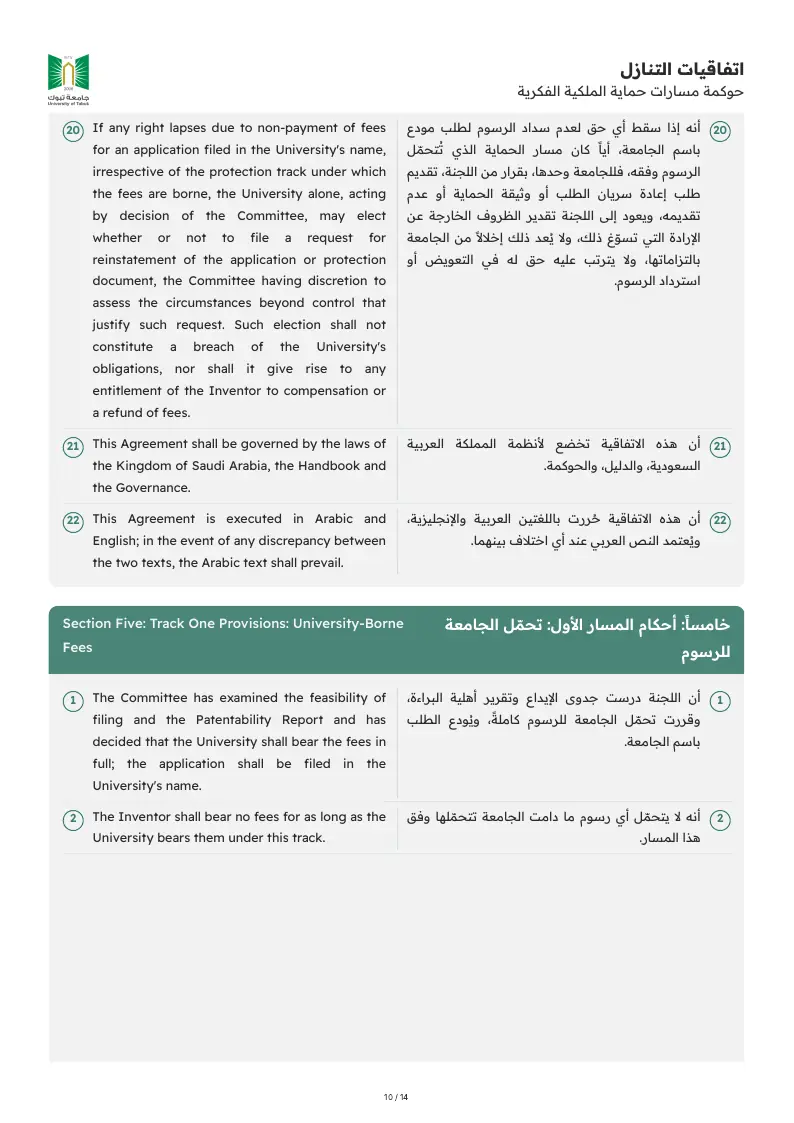 اتفاقيات التنازل
حوكمة مسارات حماية الملكية الفكرية
جامعة تبوك
University of Tabuk
20
If any right lapses due to non-payment of fees
for an application filed in the University's name,
irrespective of the protection track under which
the fees are borne, the University alone, acting
by decision of the Committee, may elect
whether or not to file a request for
reinstatement of the application or protection
document, the Committee having discretion to
assess the circumstances beyond control that
justify such request. Such election shall not
constitute a breach of the University's
obligations, nor shall it give rise to any
entitlement of the Inventor to compensation or
a refund of fees.
20
أنه إذا سقط أي حق لعدم سداد الرسوم لطلب مودع
باسم الجامعة، أياً كان مسار الحماية الذي تُتحمّل
الرسوم وفقه، فللجامعة وحدها، بقرار من اللجنة، تقديم
طلب إعادة سريان الطلب أو وثيقة الحماية أو عدم
تقديمه، ويعود إلى اللجنة تقدير الظروف الخارجة عن
الإرادة التي تسوّغ ذلك، ولا يُعد ذلك إخلالاً من الجامعة
بالتزاماتها، ولا يترتب عليه حق له في التعويض أو
استرداد الرسوم.
21
This Agreement shall be governed by the laws of
the Kingdom of Saudi Arabia, the Handbook and
the Governance.
21
أن هذه الاتفاقية تخضع لأنظمة المملكة العربية
السعودية، والدليل، والحوكمة.
22
This Agreement is executed in Arabic and
English; in the event of any discrepancy between
the two texts, the Arabic text shall prevail.
22
أن هذه الاتفاقية حُررت باللغتين العربية والإنجليزية،
ويُعتمد النص العربي عند أي اختلاف بينهما.
Section Five: Track One Provisions: University-Borne
Fees
خامساً: أحكام المسار الأول: تحمّل الجامعة
للرسوم
1
The Committee has examined the feasibility of
filing and the Patentability Report and has
decided that the University shall bear the fees in
full; the application shall be filed in the
University's name.
1
أن اللجنة درست جدوى الإيداع وتقرير أهلية البراءة،
وقررت تحمّل الجامعة للرسوم كاملةً، ويُودع الطلب
باسم الجامعة.
2
The Inventor shall bear no fees for as long as the
University bears them under this track.
2
أنه لا يتحمّل أي رسوم ما دامت الجامعة تتحمّلها وفق
هذا المسار.
10 / 14